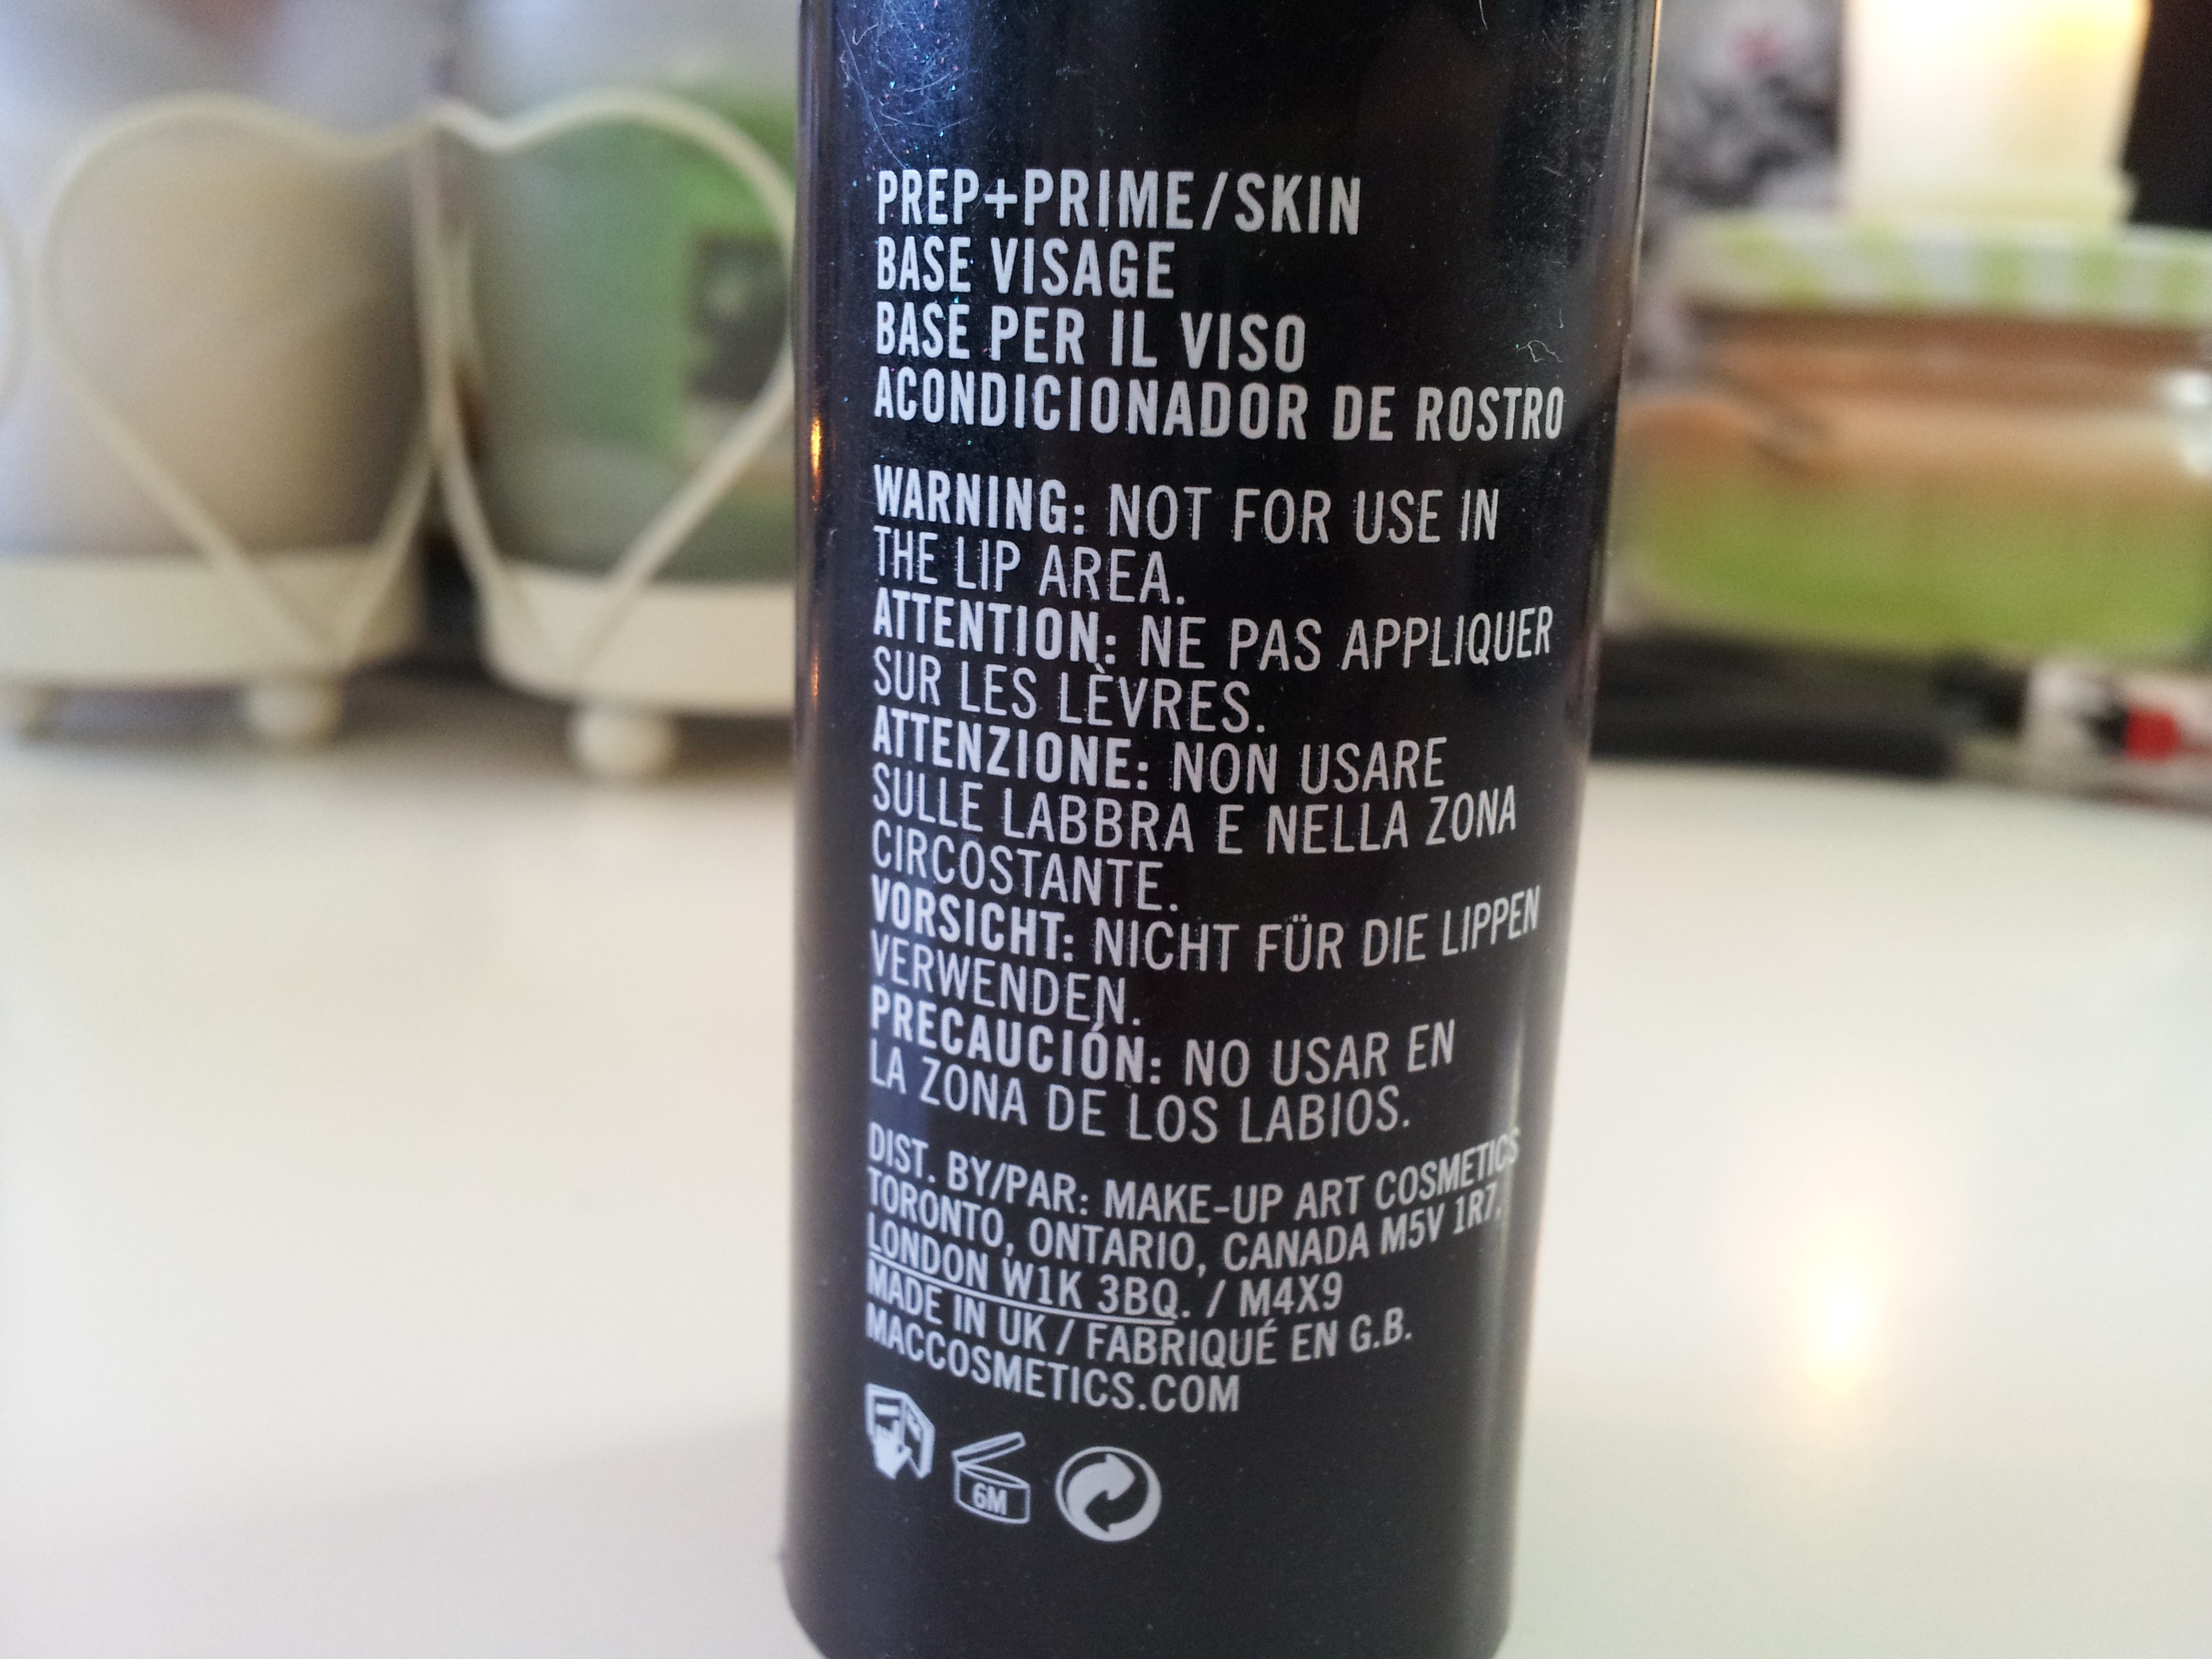 PREP+PRIME/SKIN
BASE VISAGE
BASE PER IL VISO
ACONDICIONADOR DE ROSTRO
WARNING: NOT FOR USE IN
THE LIP AREA.
ATTENTION: NE PAS APPLIQUER
SUR LES LÈVRES.
ATTENZIONE: NON USARE
SULLE LABBRA E NELLA ZONA
CIRCOSTANTE.
VORSICHT: NICHT FÜR DIE LIPPEN
VERWENDEN.
PRECAUCIÓN: NO USAR EN
LA ZONA DE LOS LABIOS.
DIST. BY/PAR: MAKE-UP ART COSMETICS
TORONTO, ONTARIO, CANADA M5V 1R7,
LONDON W1K 3BQ. / M4X9
MADE IN UK / FABRIQUÉ EN G.B.
MACCOSMETICS.COM
6M